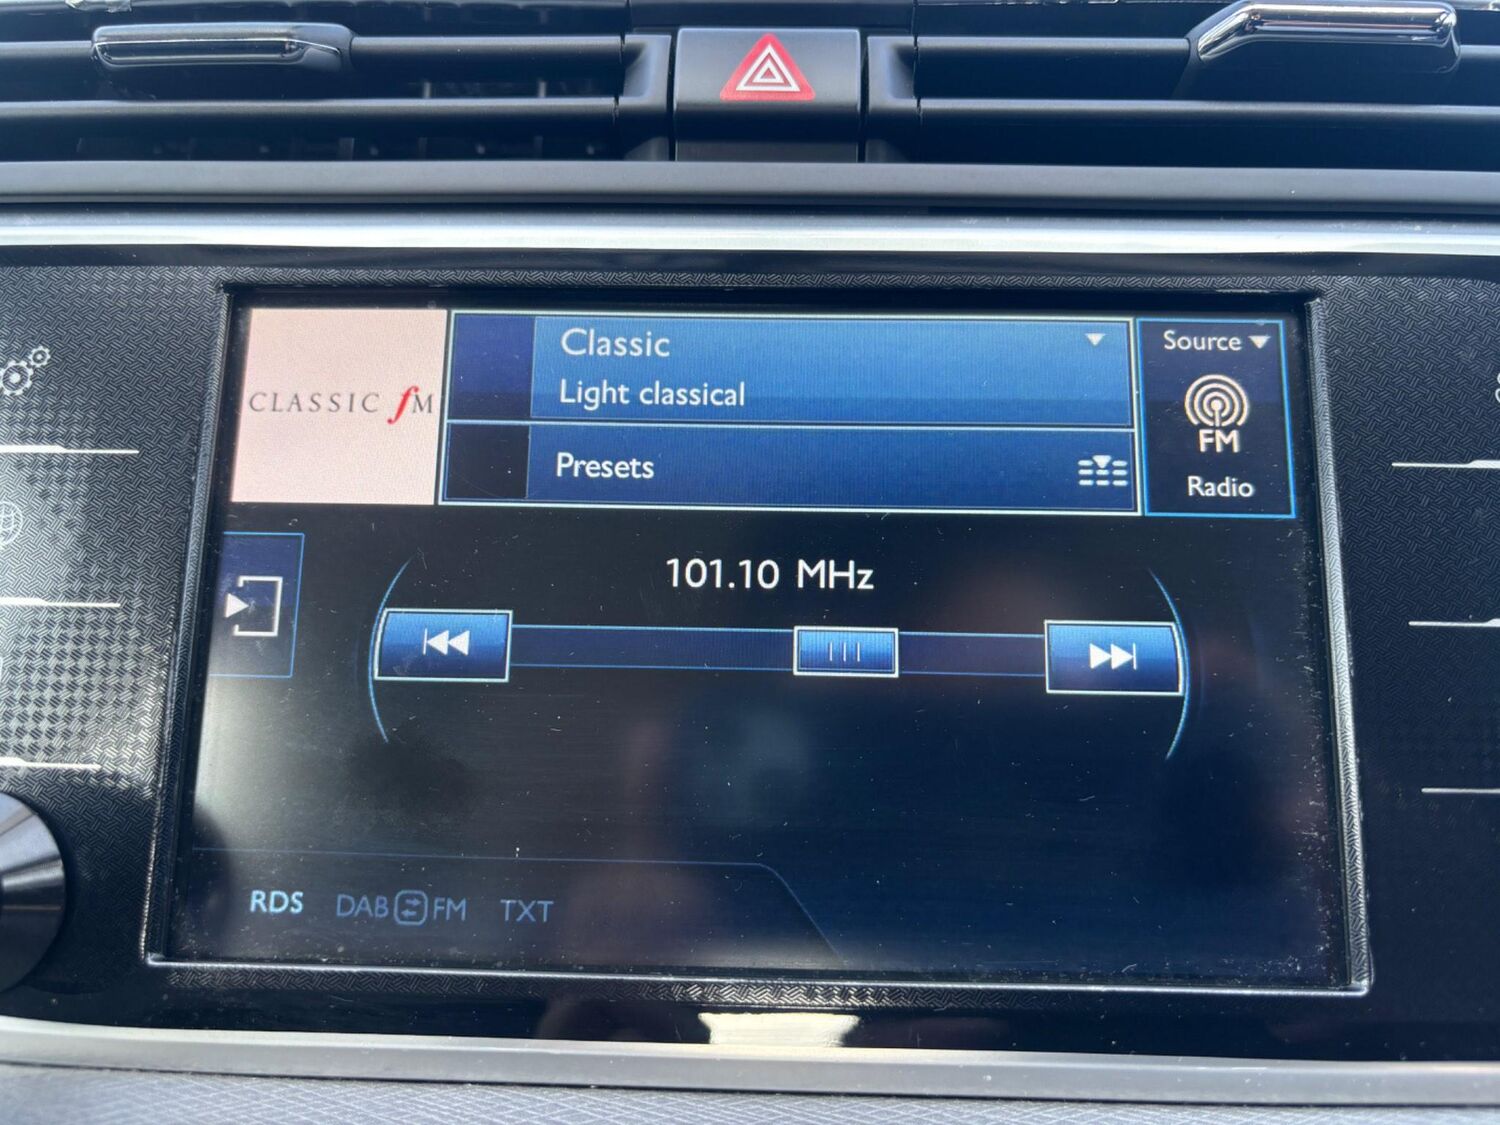 CLASSIC fM
Classic
Light classical
Presets
Source
FM
Radio
101.10 MHz
RDS DAB FM TXT